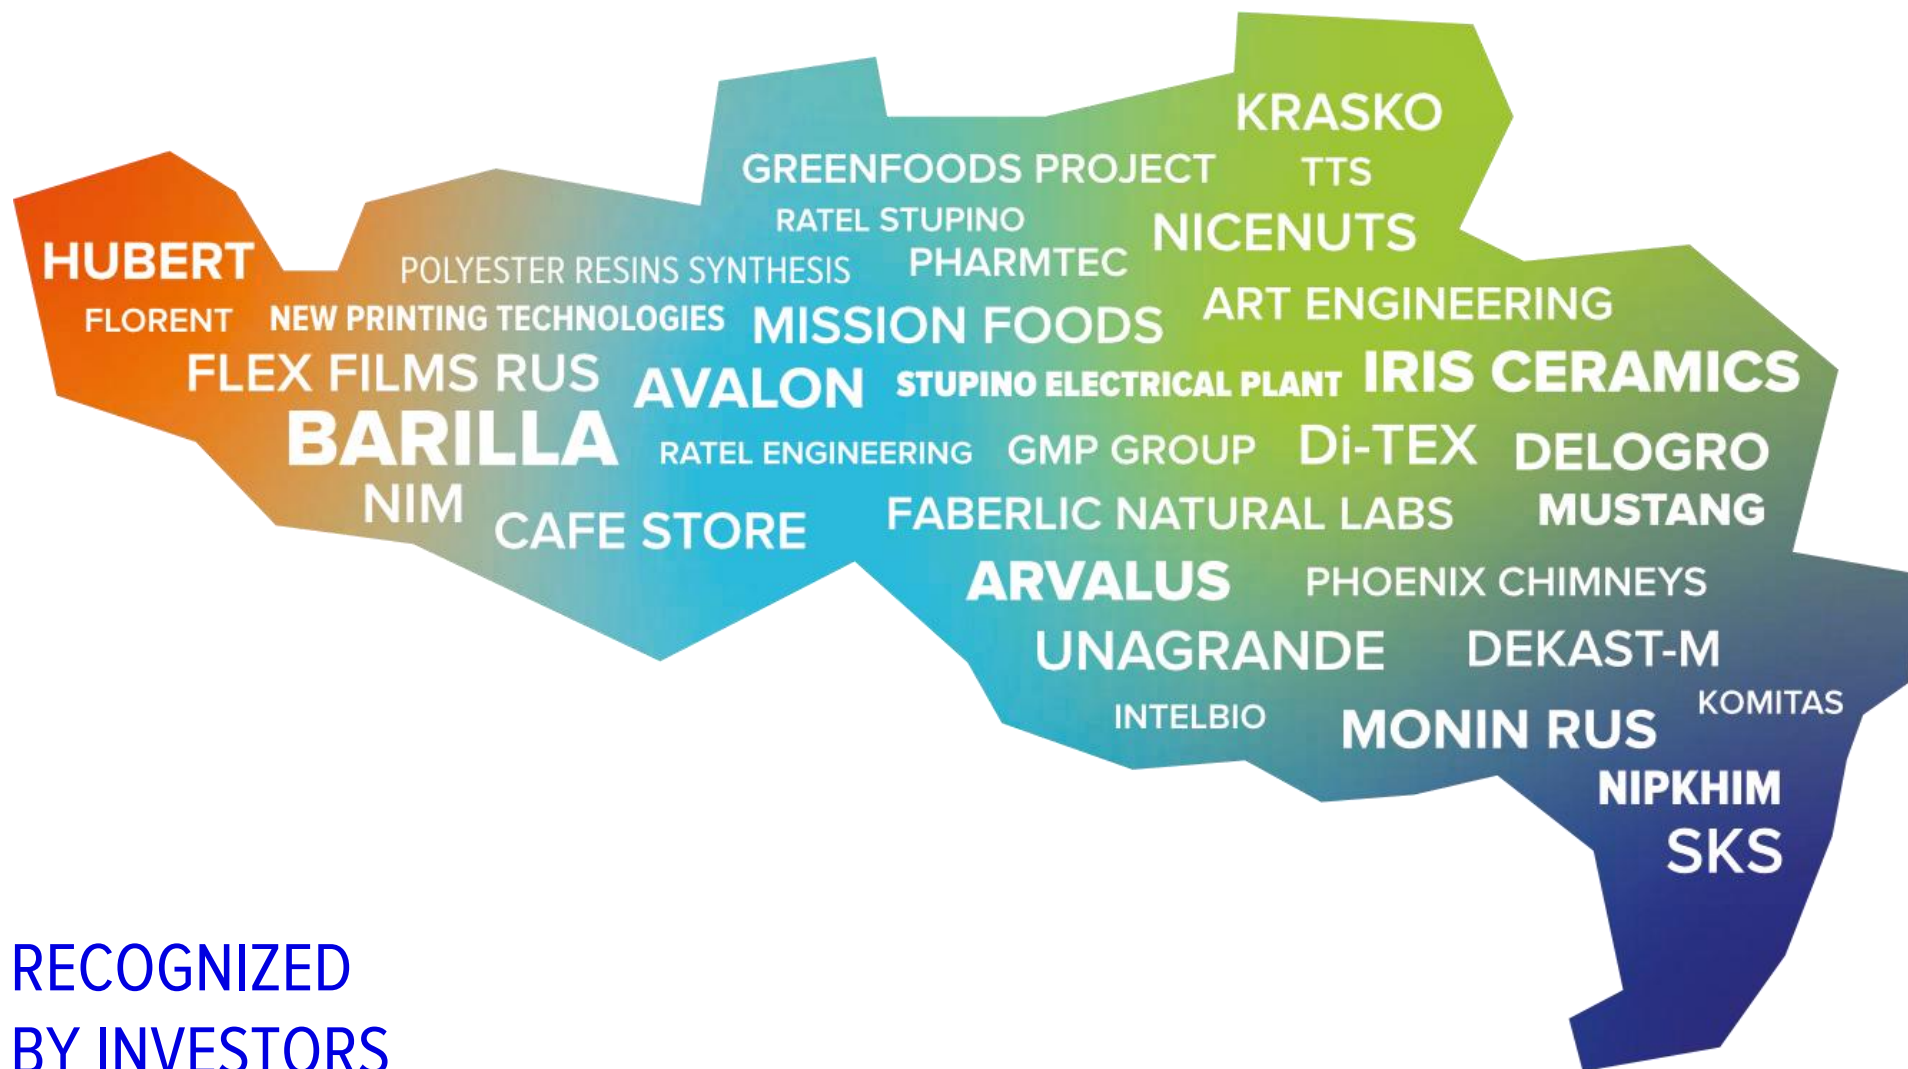 KRASKO
GREENFOODS PROJECT
TTS
RATEL STUPINO
NICENUTS
HUBERT
POLYESTER RESINS SYNTHESIS
PHARMTEC
FLORENT
NEW PRINTING TECHNOLOGIES
MISSION FOODS
ART ENGINEERING
FLEX FILMS RUS
AVALON
STUPINO ELECTRICAL PLANT
IRIS CERAMICS
BARILLA
RATEL ENGINEERING
GMP GROUP
Di-TEX
DELOGRO
NIM
CAFE STORE
FABERLIC NATURAL LABS
MUSTANG
ARVALUS
PHOENIX CHIMNEYS
UNAGRANDE
DEKAST-M
INTELBIO
MONIN RUS
KOMITAS
NIPKHIM
SKS
RECOGNIZED
BY INVESTORS